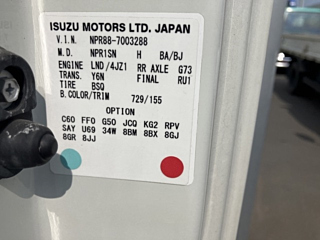 ISUZU MOTORS LTD. JAPAN
V.I.N. NPR88-7003288
M.D. NPR1SN H BA/BJ
ENGINE LND/4JZ1 RR AXLE G73
TRANS. Y6N FINAL RU1
TIRE BSQ
B.COLOR/TRIM 729/155
OPTION
C60 FF0 G50 JCQ KG2 RPV
SAY U69 34W 8BM 8BX 8GJ
8GR 8JJ